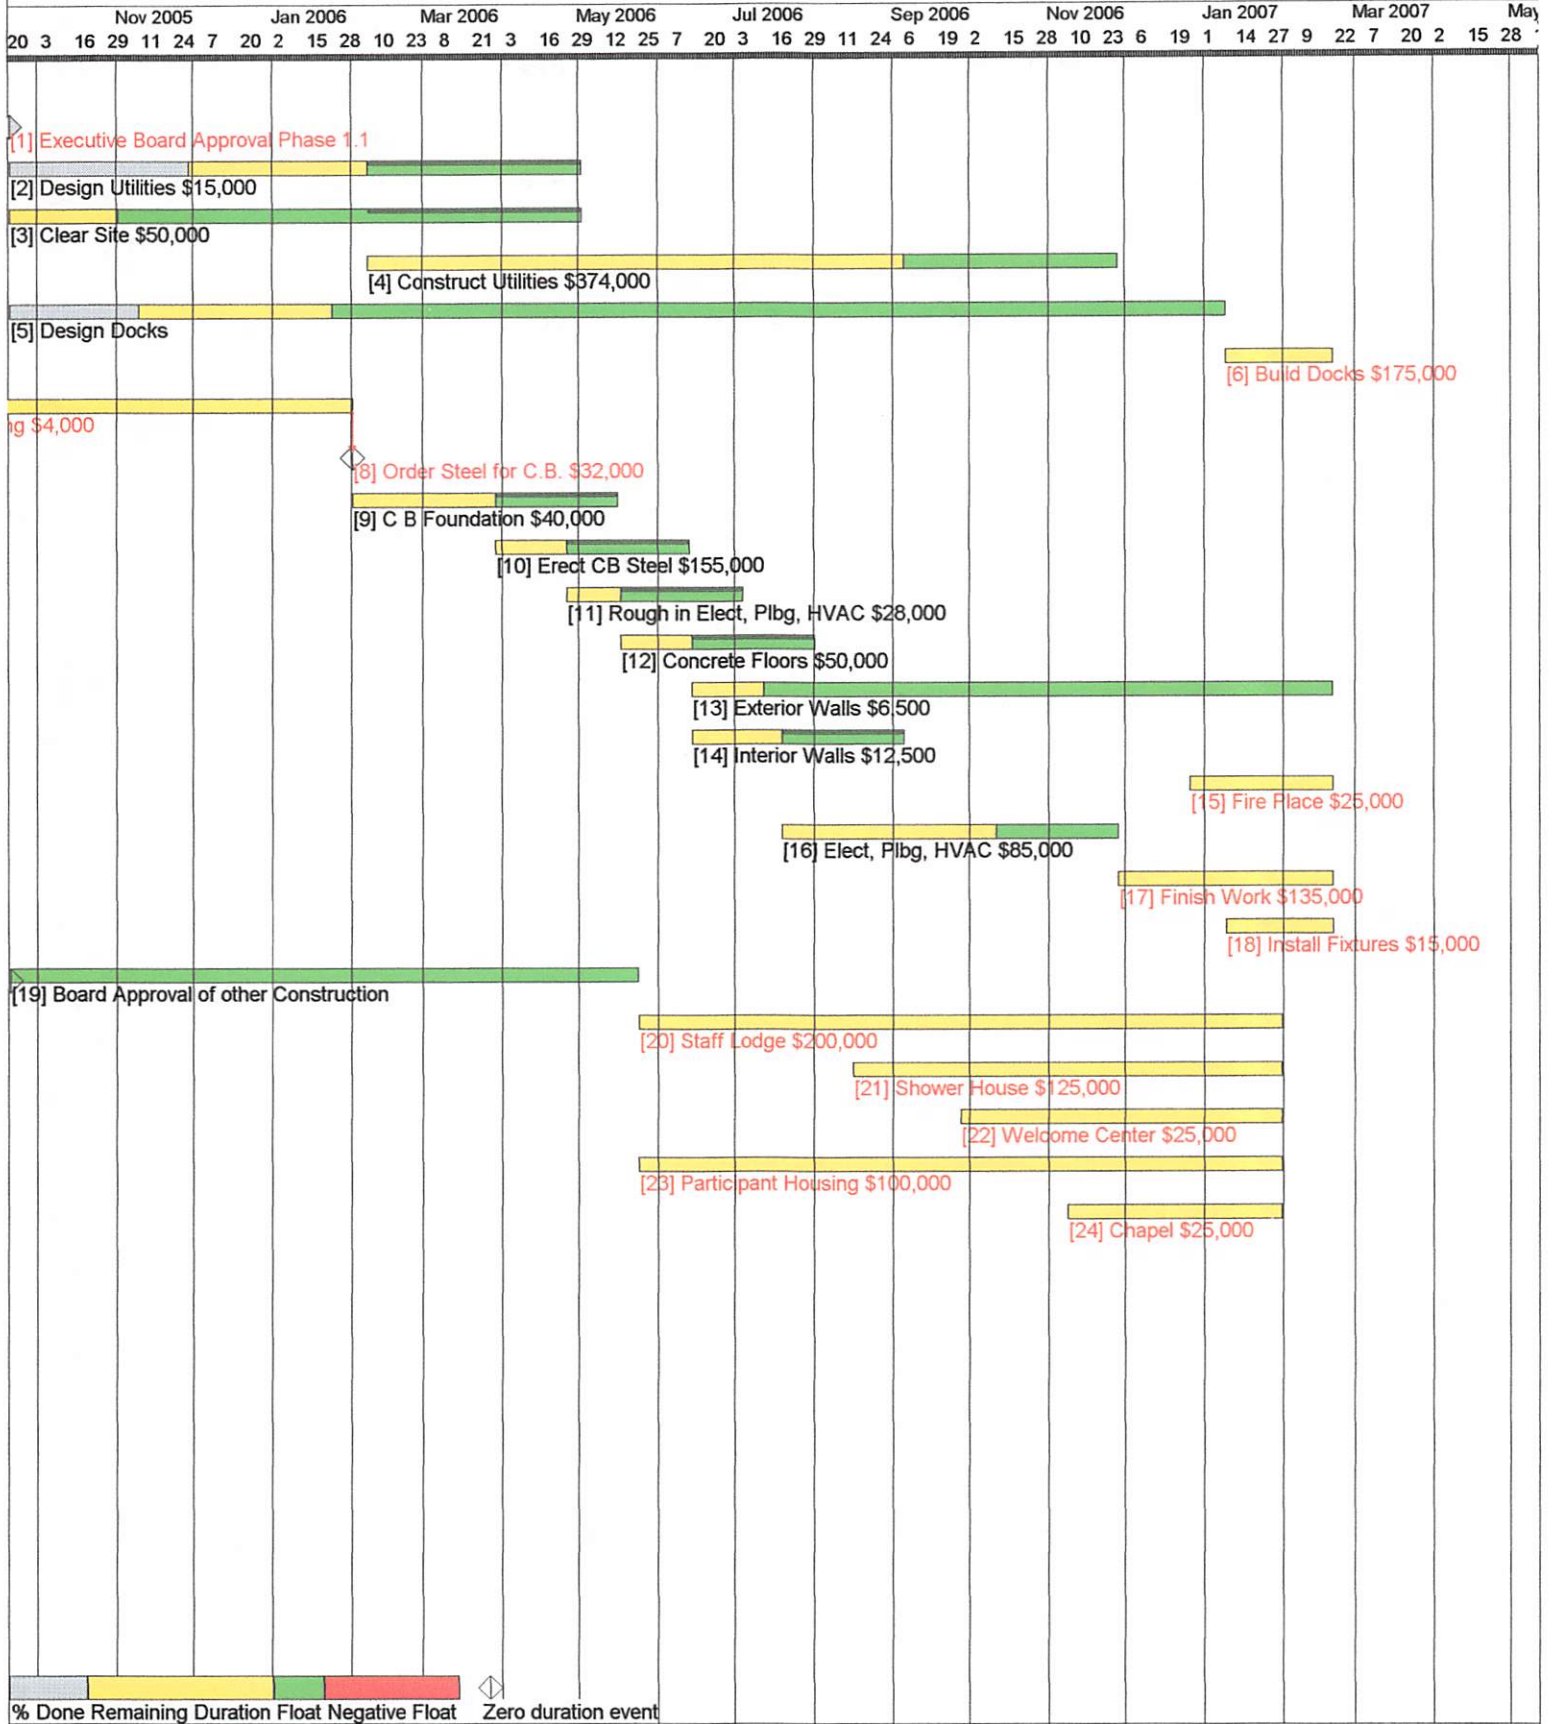 Nov 2005 Jan 2006 Mar 2006 May 2006 Jul 2006 Sep 2006 Nov 2006 Jan 2007 Mar 2007 May
20 3 16 29 11 24 7 20 2 15 28 10 23 8 21 3 16 29 12 25 7 20 3 16 29 11 24 6 19 2 15 28 10 23 6 19 1 14 27 9 22 7 20 2 15 28
[1] Executive Board Approval Phase 1.1
[2] Design Utilities $15,000
[3] Clear Site $50,000
[4] Construct Utilities $374,000
[5] Design Docks
[6] Build Docks $175,000
ng $4,000
[8] Order Steel for C.B. $32,000
[9] C B Foundation $40,000
[10] Erect CB Steel $155,000
[11] Rough in Elect, Plbg, HVAC $28,000
[12] Concrete Floors $50,000
[13] Exterior Walls $6,500
[14] Interior Walls $12,500
[15] Fire Place $25,000
[16] Elect, Plbg, HVAC $85,000
[17] Finish Work $135,000
[18] Install Fixtures $15,000
[19] Board Approval of other Construction
[20] Staff Lodge $200,000
[21] Shower House $125,000
[22] Welcome Center $25,000
[23] Participant Housing $100,000
[24] Chapel $25,000
% Done Remaining Duration Float Negative Float Zero duration event